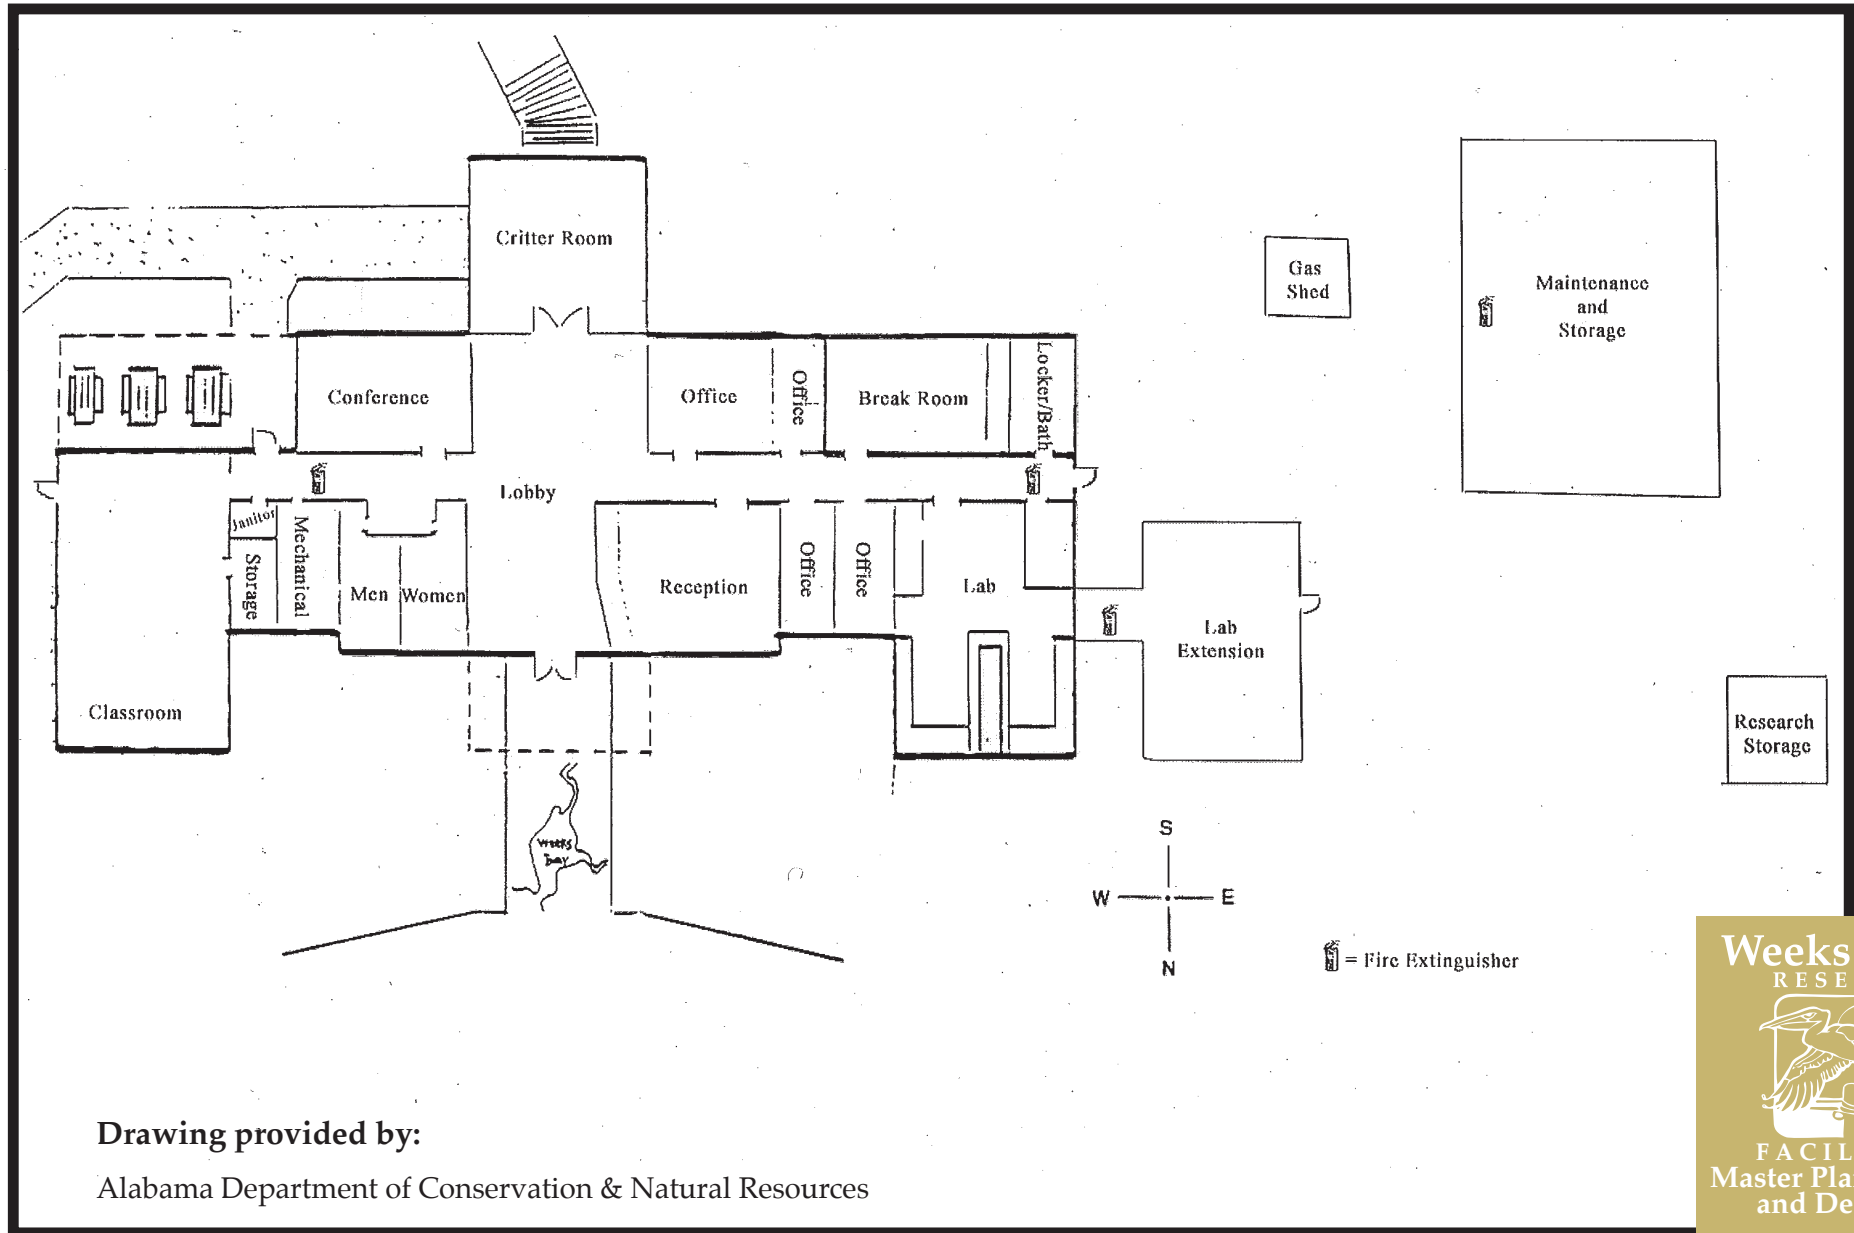 Critter Room
Gas
Shed
Maintenance
and
Storage
Conference
Office
Office
Break Room
Locker/Bath
Lobby
Janitor
Storage
Mechanical
Men
Women
Reception
Office
Office
Lab
Lab
Extension
Classroom
Research
Storage
Weeks
Bay
S
W
E
N
= Fire Extinguisher
Weeks
RESE
FACIL
Master Pla
and De
Drawing provided by:
Alabama Department of Conservation & Natural Resources